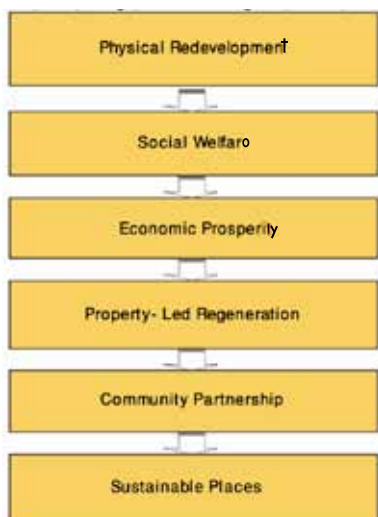 Physical Redevelopment
Social Welfaro
Economic Prosperily
Property- Led Regeneration
Community Partnership
Sustainable Places